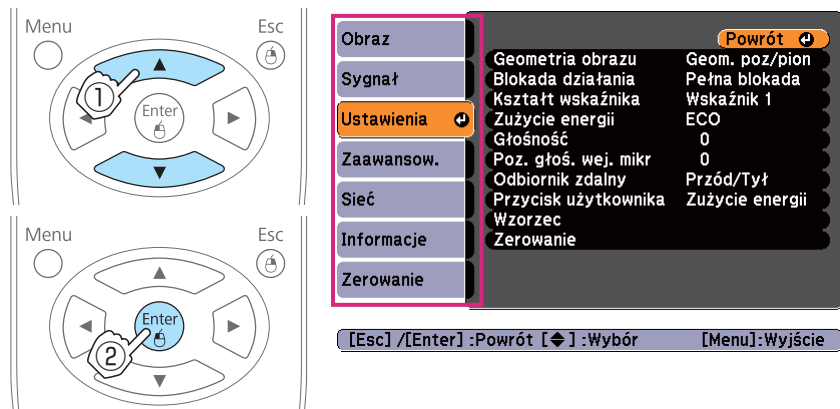 Menu
Esc
1
Enter
Menu
Esc
Enter
2
Obraz
Sygnał
Ustawienia
Zaawansow.
Sieć
Informacje
Zerowanie
Powrót
Geometria obrazu Geom. poz/pion
Blokada działania Pełna blokada
Kształt wskaźnika Wskaźnik 1
Zużycie energii ECO
Głośność 0
Poz. głoś. wej. mikr 0
Odbiornik zdalny Przód/Tył
Przycisk użytkownika Zużycie energii
Wzorzec
Zerowanie
[Esc] /[Enter] :Powrót [♦] :Wybór [Menu]:Wyjście